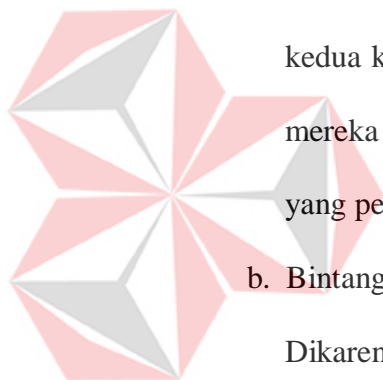 kedua k
mereka
yang pe
b. Bintang
Dikaren